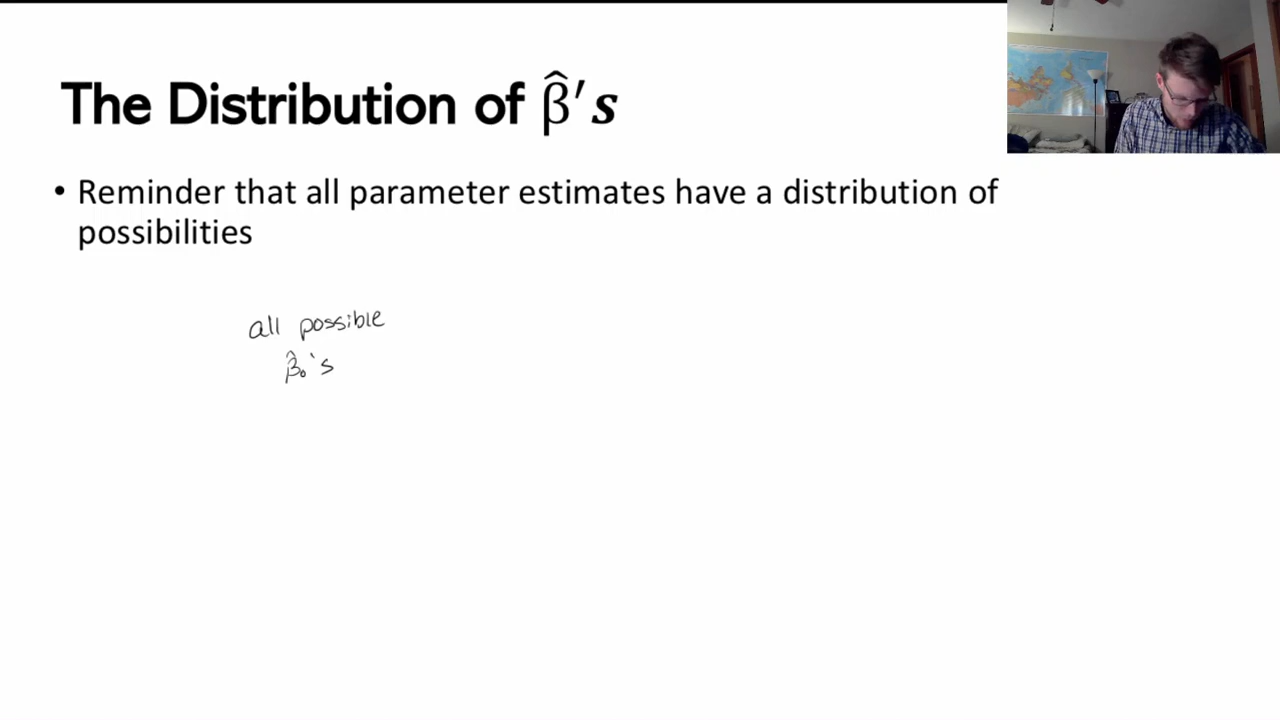 The Distribution of β̂′s
• Reminder that all parameter estimates have a distribution of
possibilities
all possible
β̂₀'s